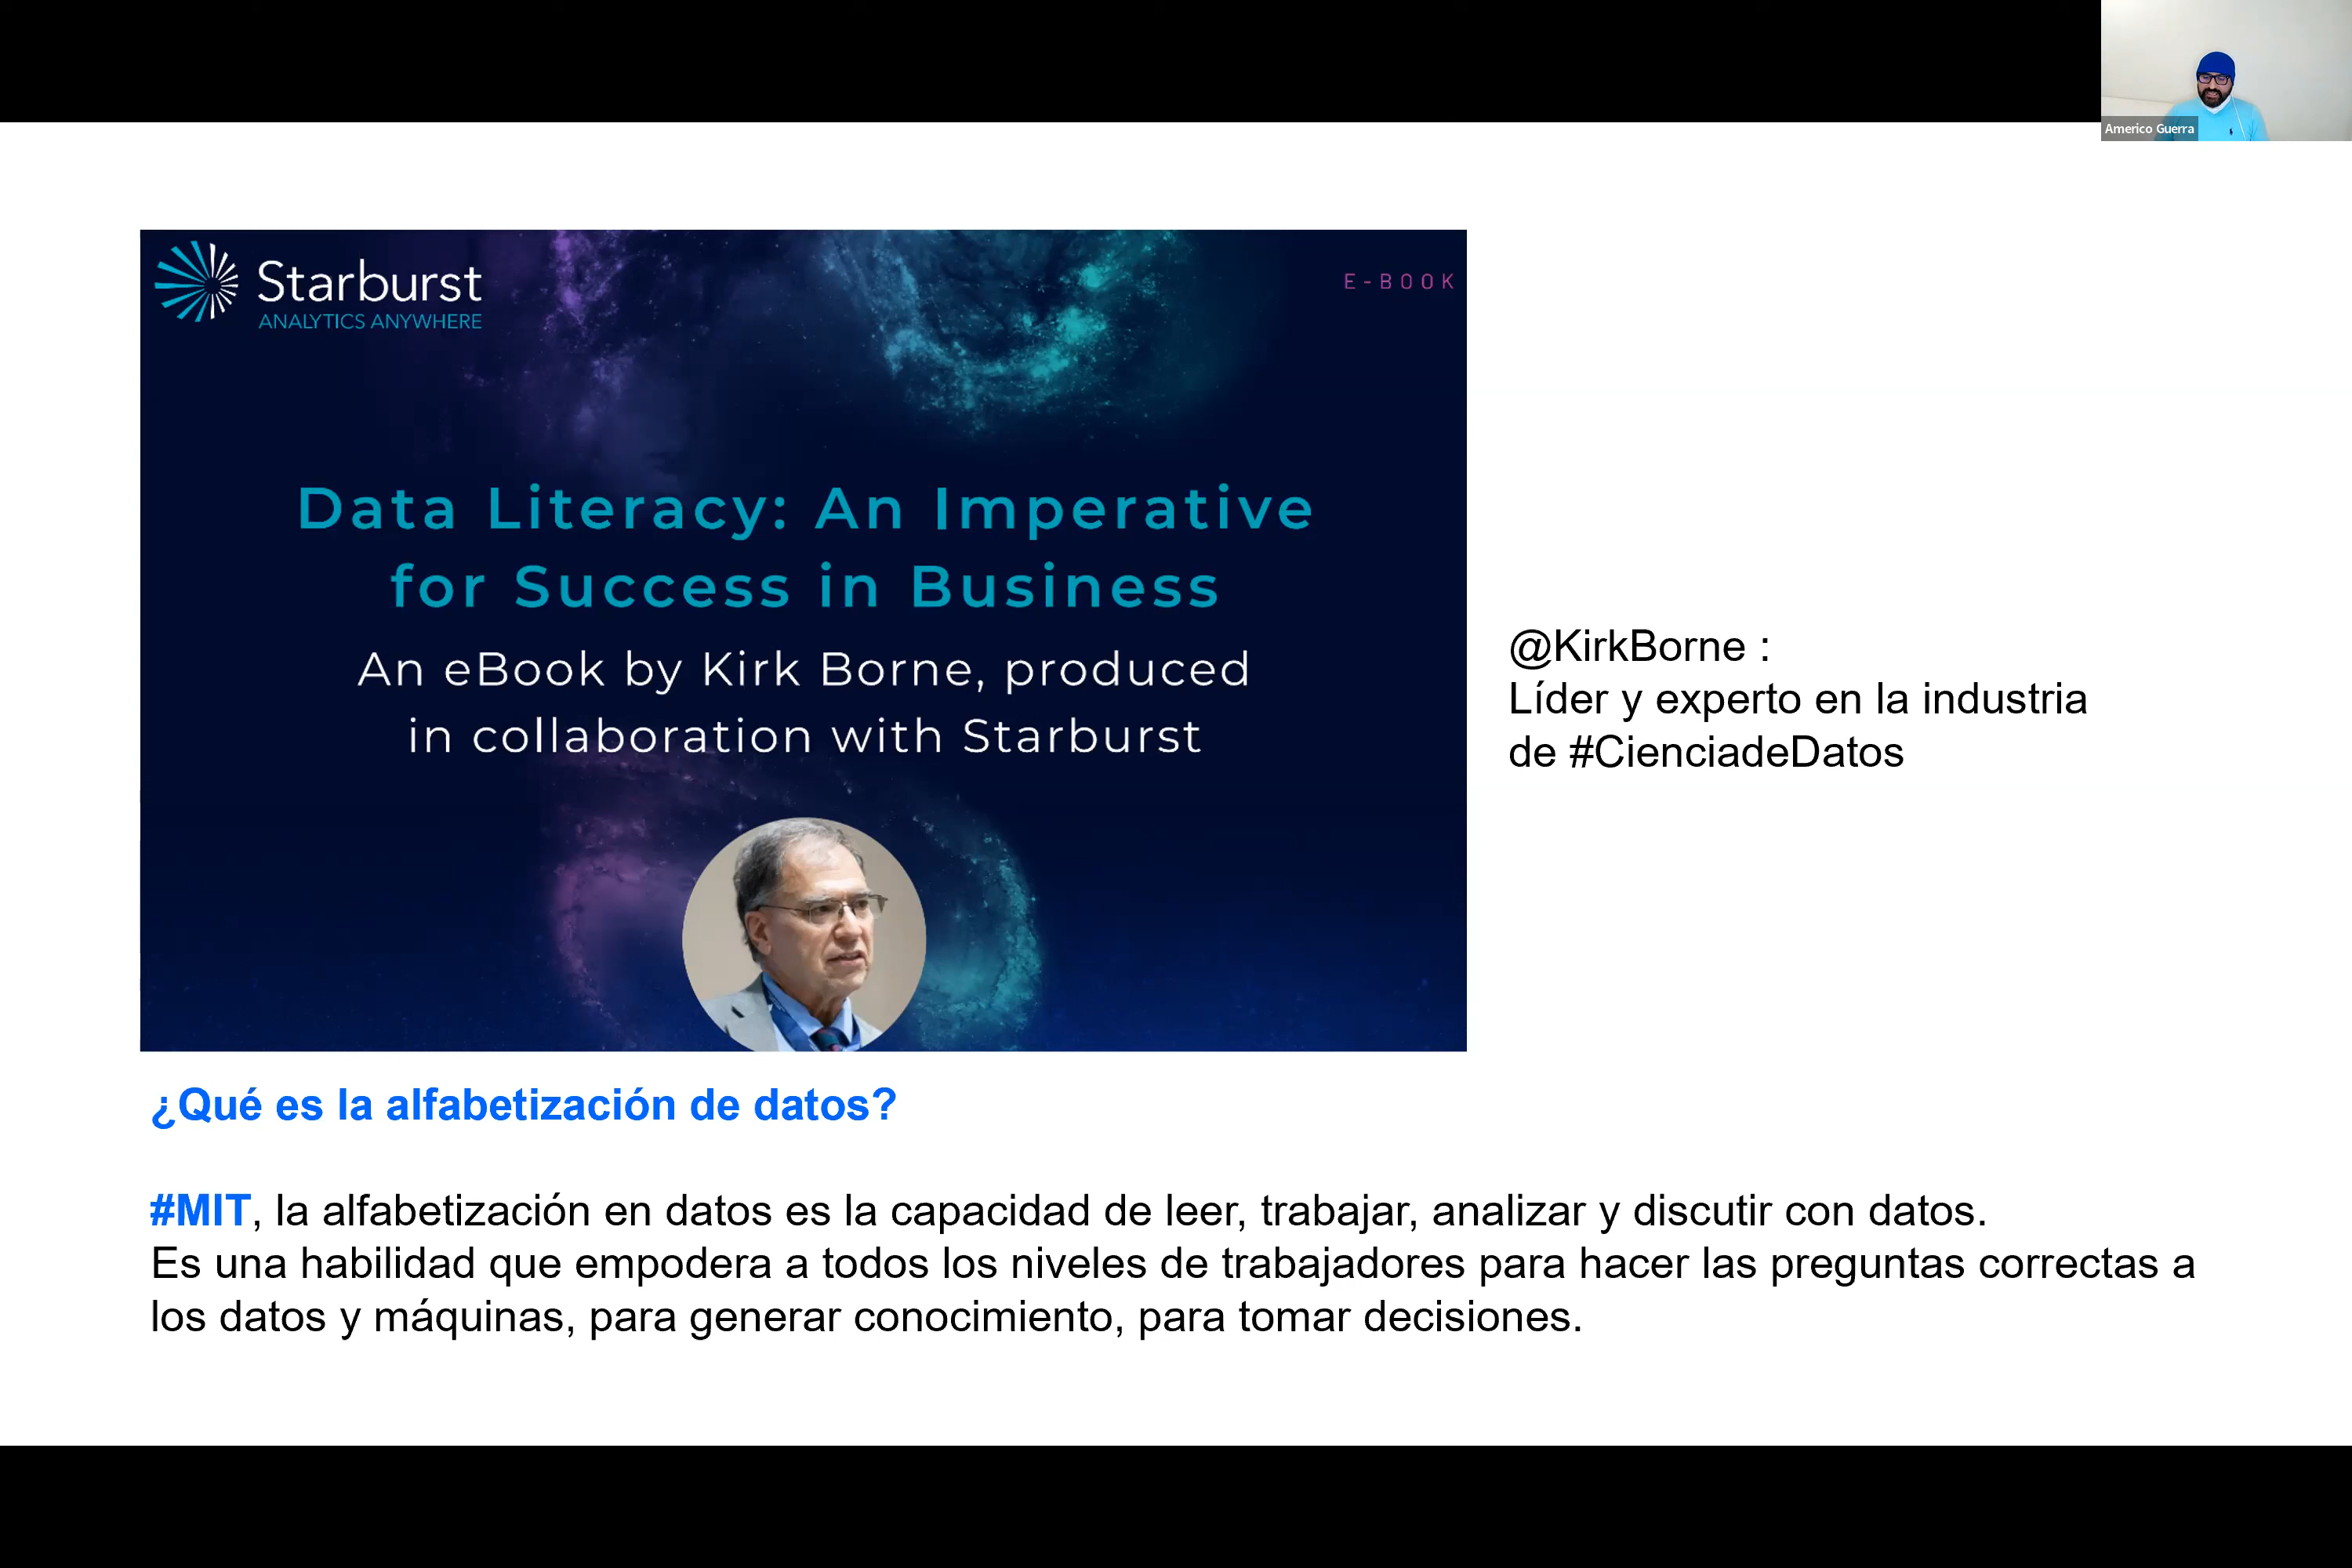 Americo Guerra
Starburst
ANALYTICS ANYWHERE
E-BOOK
Data Literacy: An Imperative
for Success in Business
An eBook by Kirk Borne, produced
in collaboration with Starburst
@KirkBorne :
Líder y experto en la industria
de #CienciadeDatos
¿Qué es la alfabetización de datos?
#MIT, la alfabetización en datos es la capacidad de leer, trabajar, analizar y discutir con datos.
Es una habilidad que empodera a todos los niveles de trabajadores para hacer las preguntas correctas a
los datos y máquinas, para generar conocimiento, para tomar decisiones.